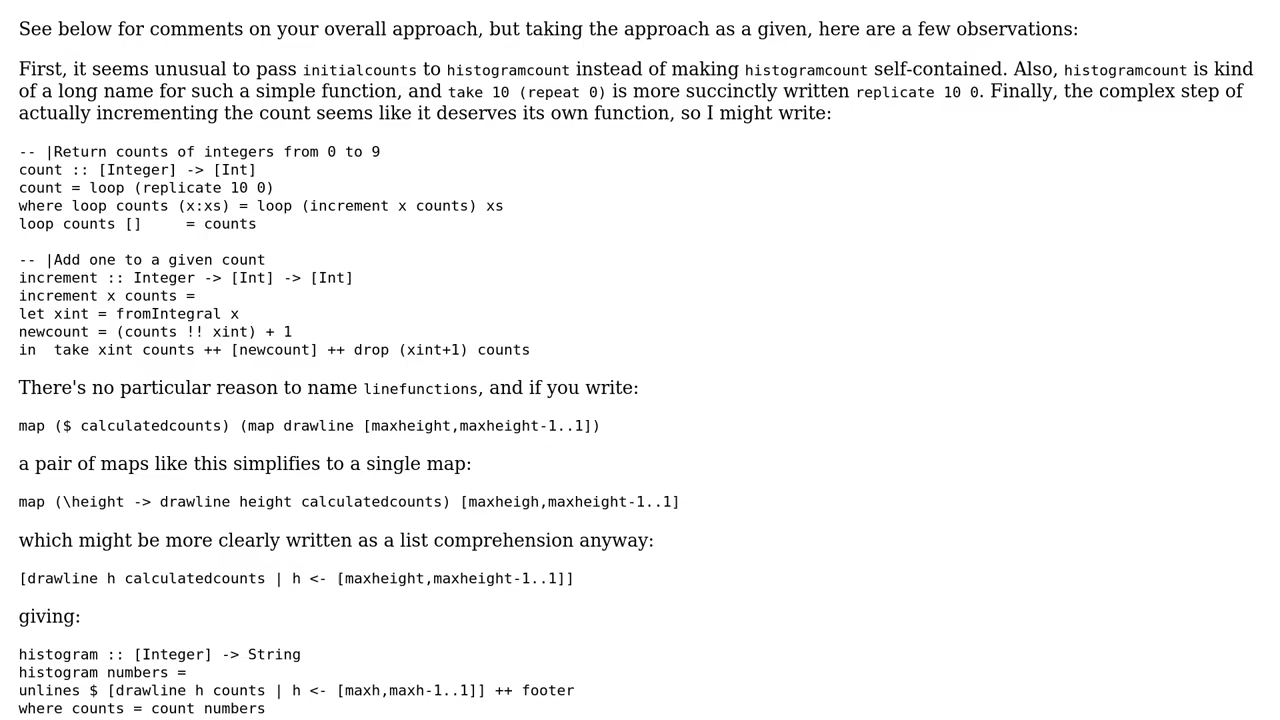 See below for comments on your overall approach, but taking the approach as a given, here are a few observations:
First, it seems unusual to pass initialcounts to histogramcount instead of making histogramcount self-contained. Also, histogramcount is kind
of a long name for such a simple function, and take 10 (repeat 0) is more succinctly written replicate 10 0. Finally, the complex step of
actually incrementing the count seems like it deserves its own function, so I might write:
-- |Return counts of integers from 0 to 9
count :: [Integer] -> [Int]
count = loop (replicate 10 0)
where loop counts (x:xs) = loop (increment x counts) xs
loop counts []     = counts
-- |Add one to a given count
increment :: Integer -> [Int] -> [Int]
increment x counts =
let xint = fromIntegral x
newcount = (counts !! xint) + 1
in  take xint counts ++ [newcount] ++ drop (xint+1) counts
There's no particular reason to name linefunctions, and if you write:
map ($ calculatedcounts) (map drawline [maxheight,maxheight-1..1])
a pair of maps like this simplifies to a single map:
map (\height -> drawline height calculatedcounts) [maxheigh,maxheight-1..1]
which might be more clearly written as a list comprehension anyway:
[drawline h calculatedcounts | h <- [maxheight,maxheight-1..1]]
giving:
histogram :: [Integer] -> String
histogram numbers =
unlines $ [drawline h counts | h <- [maxh,maxh-1..1]] ++ footer
where counts = count numbers